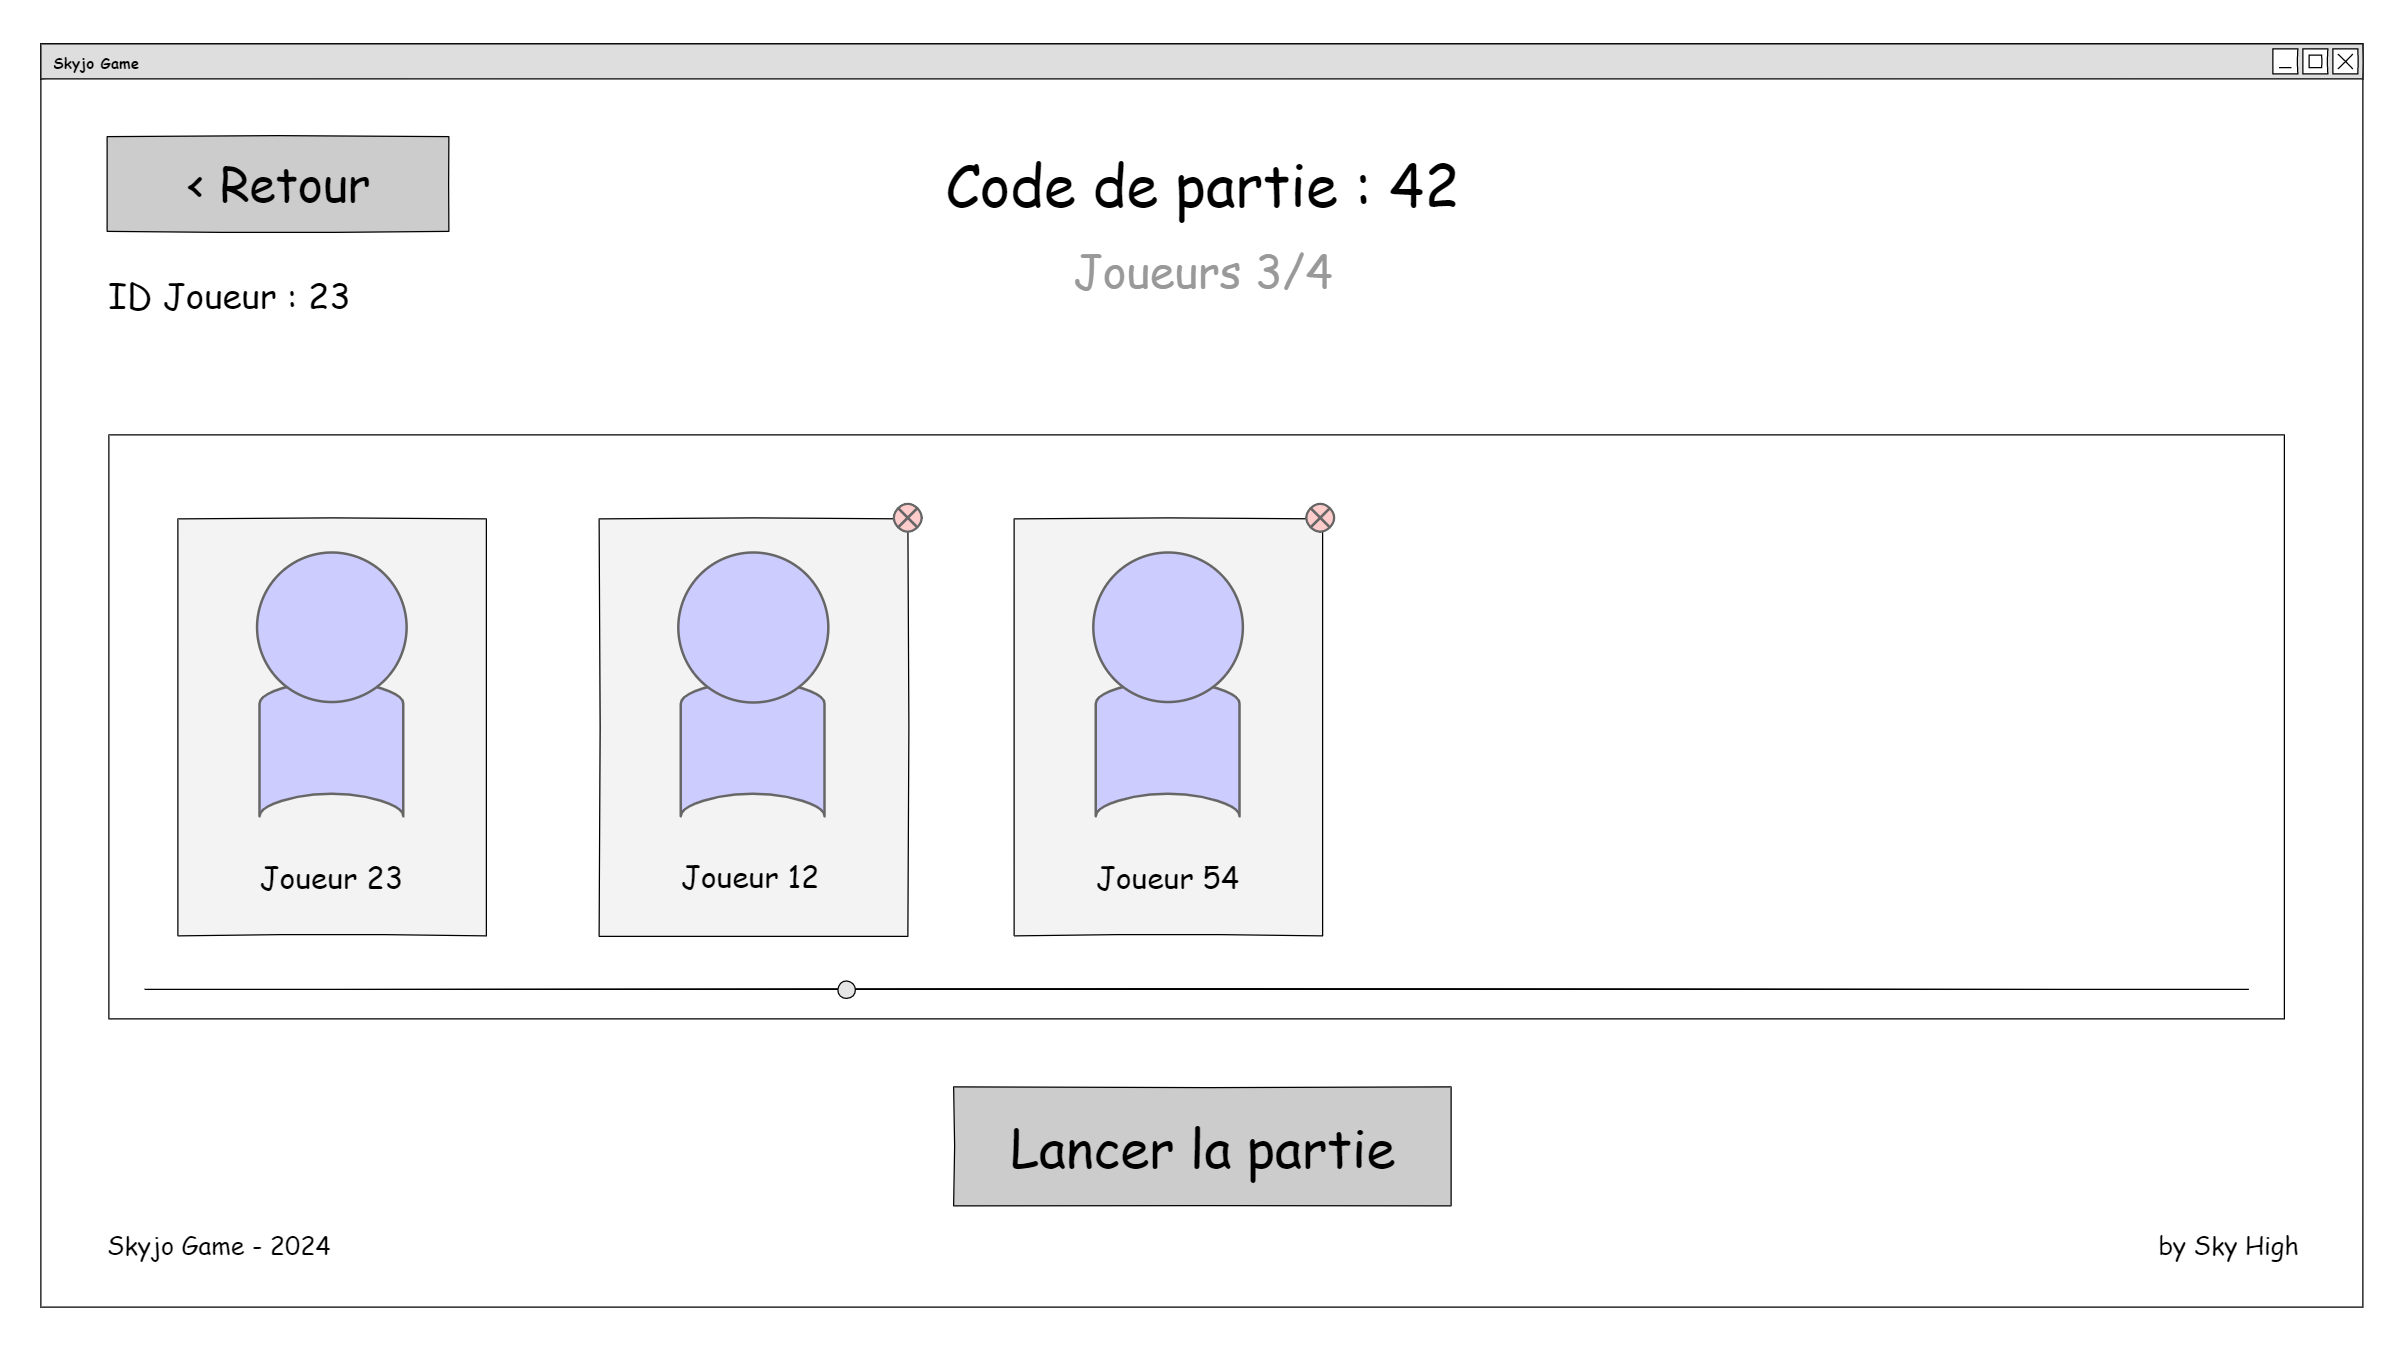 Skyjo Game
< Retour
Code de partie : 42
Joueurs 3/4
ID Joueur : 23
Joueur 23
Joueur 12
Joueur 54
Lancer la partie
Skyjo Game - 2024
by Sky High